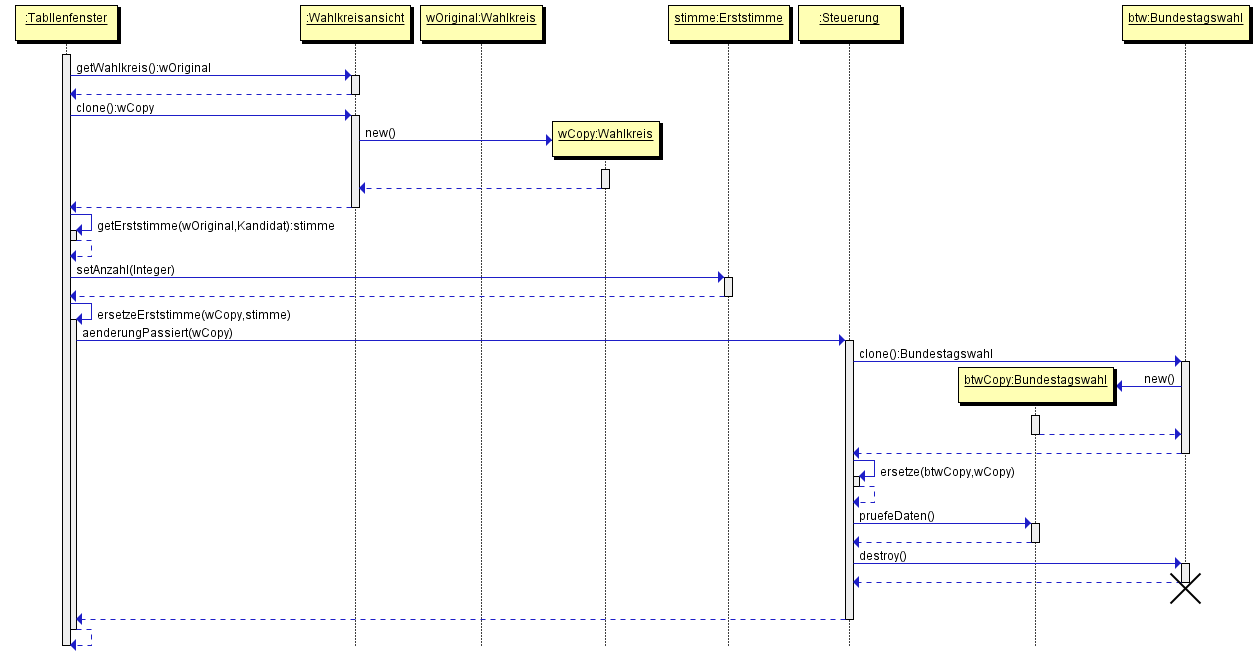 :Tabllenfenster
:Wahlkreisansicht
wOriginal:Wahlkreis
stimme:Erststimme
:Steuerung
btw:Bundestagswahl
getWahlkreis():wOriginal
clone():wCopy
new()
wCopy:Wahlkreis
getErststimme(wOriginal,Kandidat):stimme
setAnzahl(Integer)
ersetzeErststimme(wCopy,stimme)
aenderungPassiert(wCopy)
clone():Bundestagswahl
btwCopy:Bundestagswahl
new()
ersetze(btwCopy,wCopy)
pruefeDaten()
destroy()